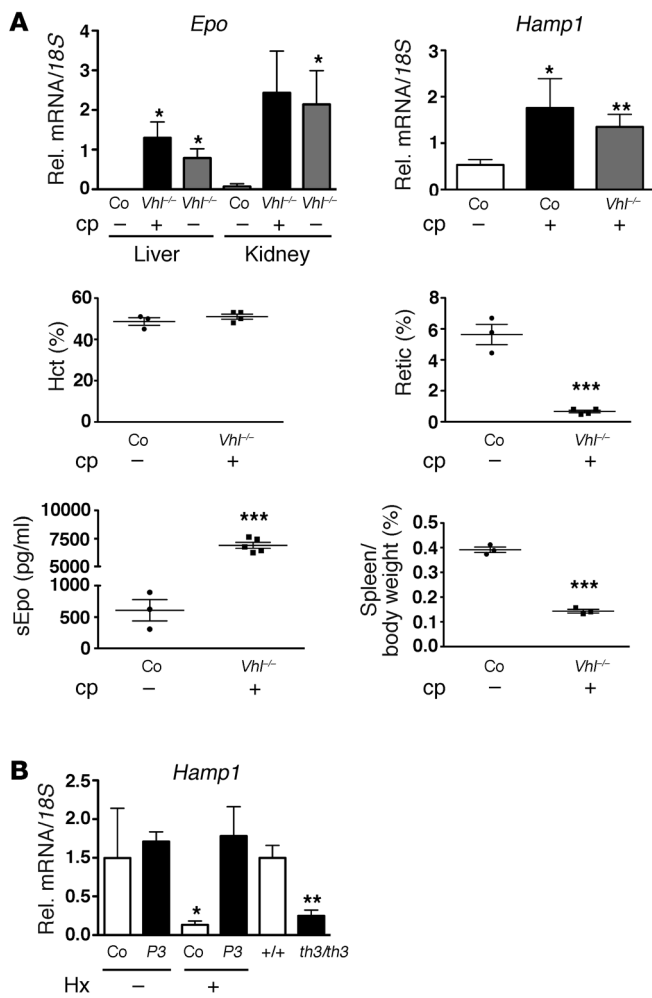 A
Epo
Rel. mRNA/18S
4
3
2
1
0
*
*
*
Co Vhl–/– Vhl–/– Co Vhl–/– Vhl–/–
cp – + – – + –
Liver Kidney
Hamp1
Rel. mRNA/18S
4
3
2
1
0
*
**
Co Co Vhl–/–
cp – + +
Hct (%)
60
40
20
0
Co Vhl–/–
cp – +
Retic (%)
8
6
4
2
0
***
Co Vhl–/–
cp – +
sEpo (pg/ml)
10000
7500
5000
1000
500
0
***
Co Vhl–/–
cp – +
Spleen/
body weight (%)
0.5
0.4
0.3
0.2
0.1
0.0
***
Co Vhl–/–
cp – +
B
Hamp1
Rel. mRNA/18S
2.0
1.5
1.5
0.5
0.0
*
**
Co P3 Co P3 +/+ th3/th3
Hx – +